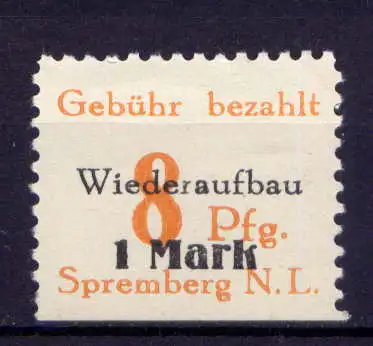 Gebühr bezahlt
Wiederaufbau
8 Pfg.
1 Mark
Spremberg N.L.